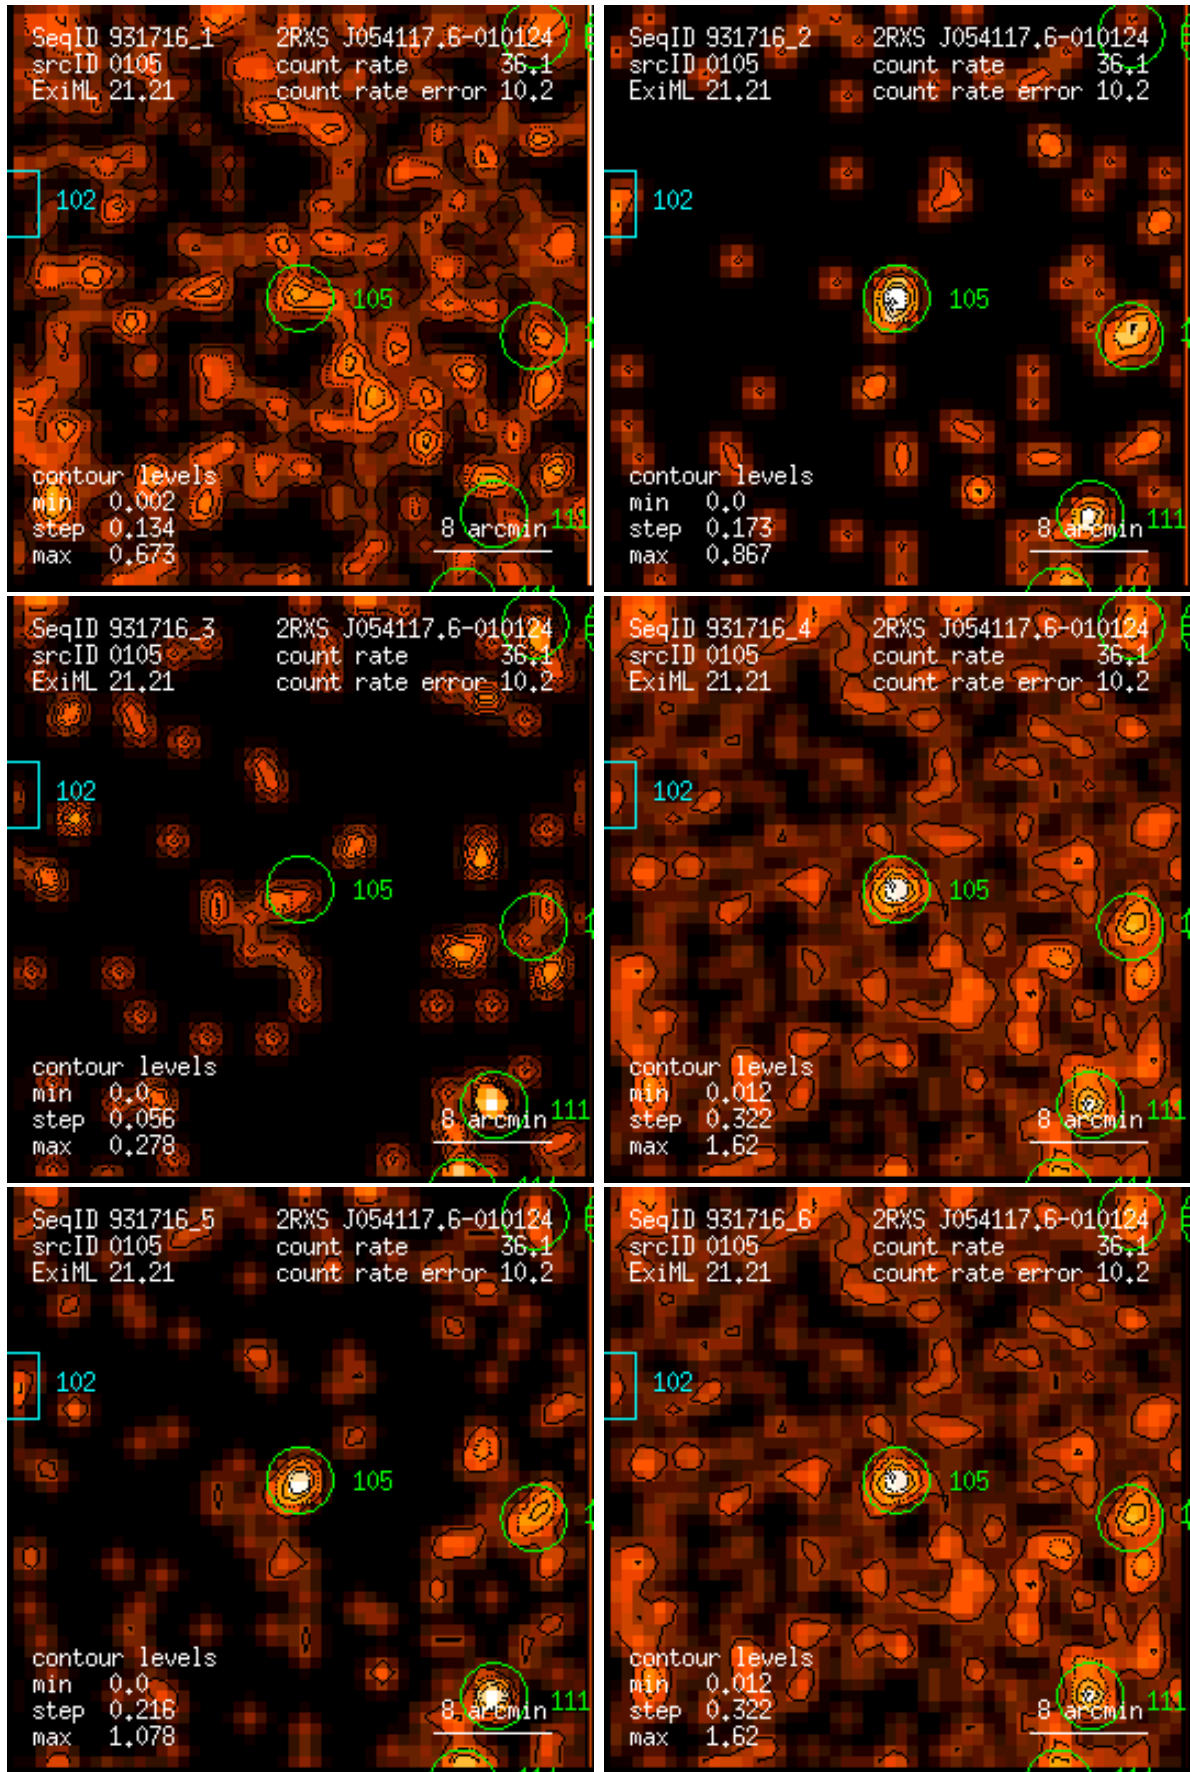 SeqID 931716_1 2RXS J054117.6-010124
srcID 0105 count rate 36.1
ExiML 21.21 count rate error 10.2
102
105
contour levels
min 0.002
step 0.134
max 0.673
8 arcmin
111
SeqID 931716_2 2RXS J054117.6-010124
srcID 0105 count rate 36.1
ExiML 21.21 count rate error 10.2
102
105
contour levels
min 0.0
step 0.173
max 0.867
8 arcmin
111
SeqID 931716_3 2RXS J054117.6-010124
srcID 0105 count rate 36.1
ExiML 21.21 count rate error 10.2
102
105
contour levels
min 0.0
step 0.056
max 0.278
8 arcmin
111
SeqID 931716_4 2RXS J054117.6-010124
srcID 0105 count rate 36.1
ExiML 21.21 count rate error 10.2
102
105
contour levels
min 0.012
step 0.322
max 1.62
8 arcmin
111
SeqID 931716_5 2RXS J054117.6-010124
srcID 0105 count rate 36.1
ExiML 21.21 count rate error 10.2
102
105
contour levels
min 0.0
step 0.216
max 1.078
8 arcmin
111
SeqID 931716_6 2RXS J054117.6-010124
srcID 0105 count rate 36.1
ExiML 21.21 count rate error 10.2
102
105
contour levels
min 0.012
step 0.322
max 1.62
8 arcmin
111